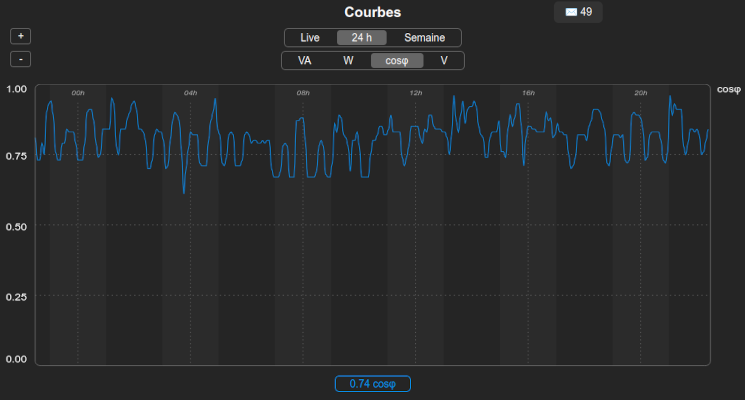 Courbes
49
+
Live 24 h Semaine
-
VA W cosφ V
1.00
cosφ
00h 04h 08h 12h 16h 20h
0.75
0.50
0.25
0.00
0.74 cosφ